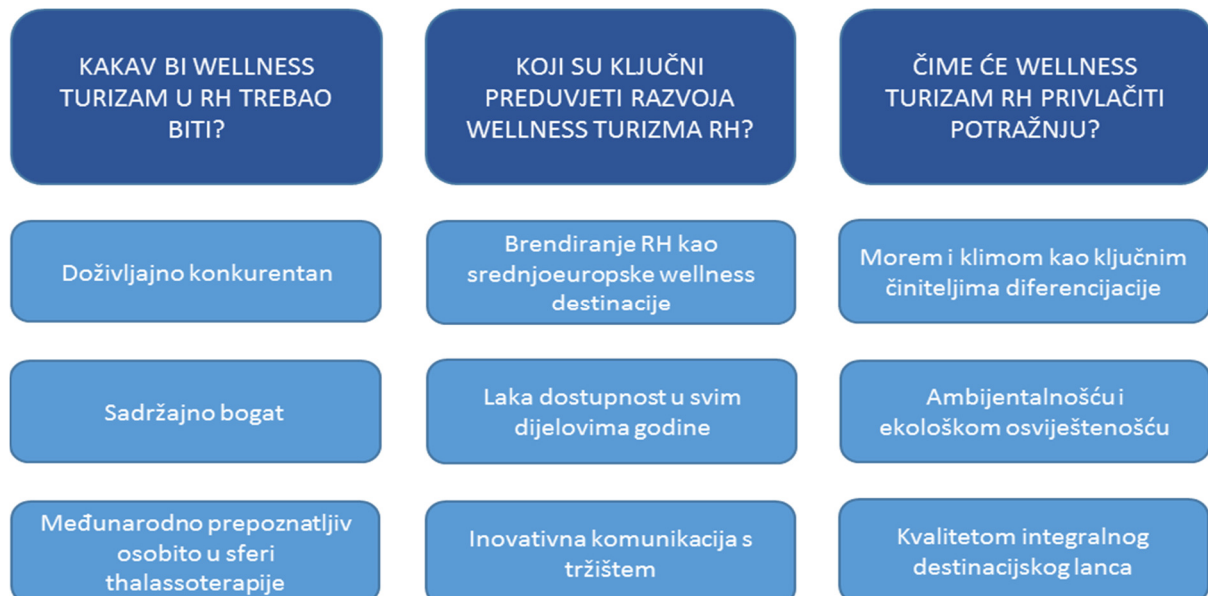 KAKAV BI WELLNESS
TURIZAM U RH TREBAO
BITI?
Doživljajno konkurentan
Sadržajno bogat
Međunarodno prepoznatljiv
osobito u sferi
thalassoterapije
KOJI SU KLJUČNI
PREDUVJETI RAZVOJA
WELLNESS TURIZMA RH?
Brendiranje RH kao
srednjoeuropske wellness
destinacije
Laka dostupnost u svim
dijelovima godine
Inovativna komunikacija s
tržištem
ČIME ĆE WELLNESS
TURIZAM RH PRIVLAČITI
POTRAŽNJU?
Morem i klimom kao ključnim
činiteljima diferencijacije
Ambijentalnošću i
ekološkom osviještenošću
Kvalitetom integralnog
destinacijskog lanca